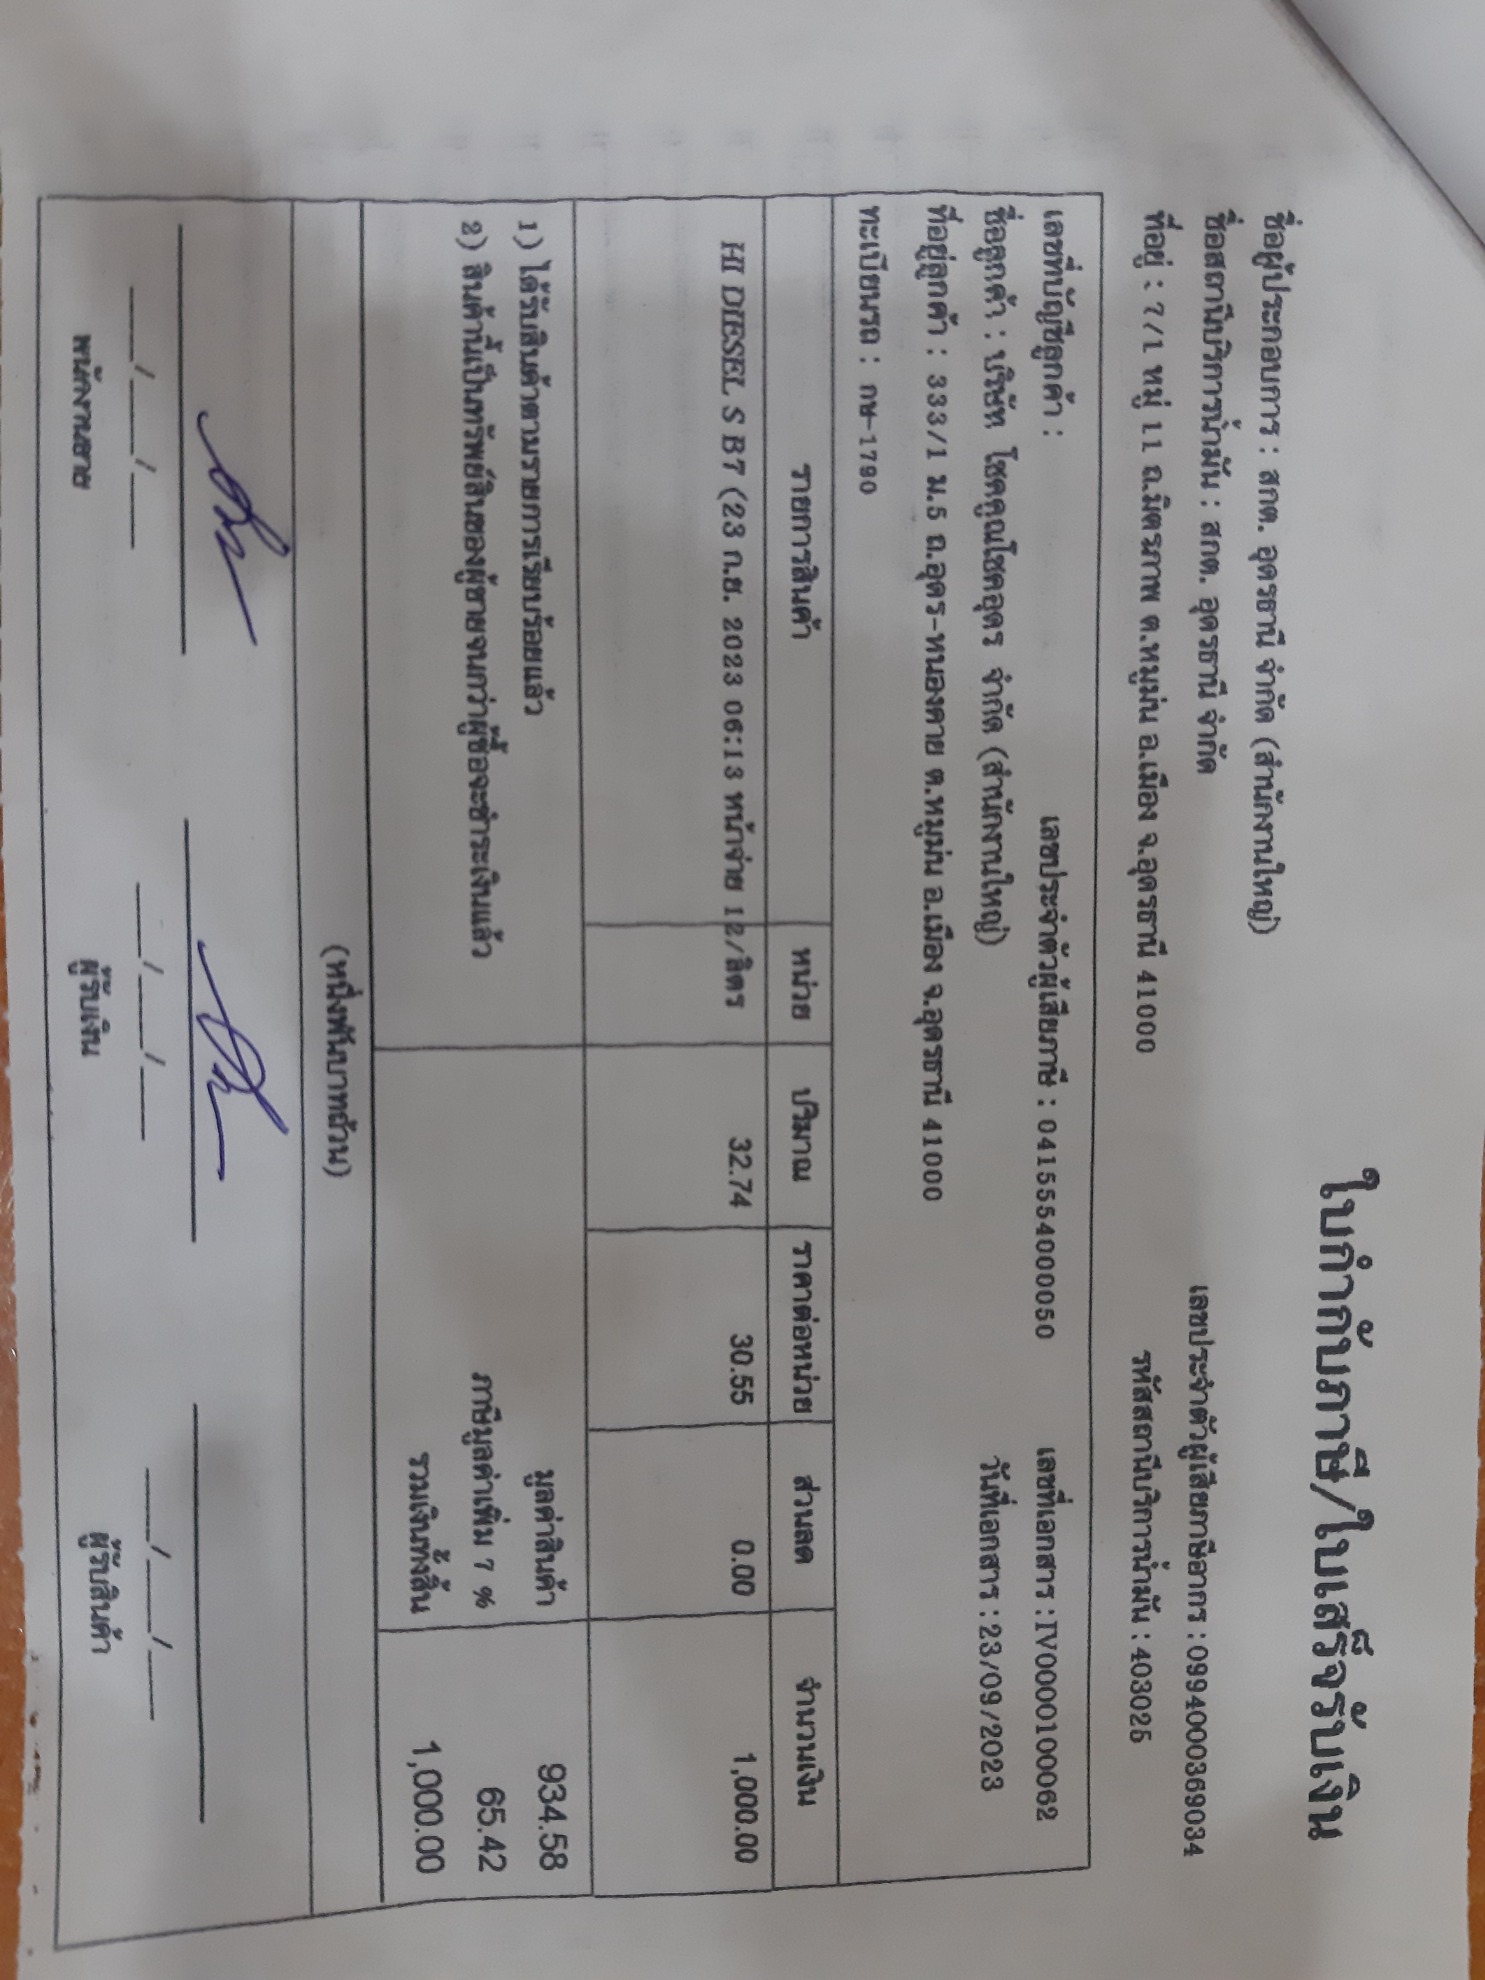 ใบกำกับภาษี/ใบเสร็จรับเงิน
ชื่อผู้ประกอบการ : สกต. อุดรธานี จำกัด (สำนักงานใหญ่)
เลขประจำตัวผู้เสียภาษีอากร : 0994000369034
ชื่อสถานีบริการน้ำมัน : สกต. อุดรธานี จำกัด
รหัสสถานีบริการน้ำมัน : 403025
ที่อยู่ : 7/1 หมู่ 11 ถ.มิตรภาพ ต.หมูม่น อ.เมือง จ.อุดรธานี 41000
เลขที่บัญชีลูกค้า : เลขประจำตัวผู้เสียภาษี : 0415554000050 เลขที่เอกสาร : IV0000100062
ชื่อลูกค้า : บริษัท โชคคูณโชคอุดร จำกัด (สำนักงานใหญ่) วันที่เอกสาร : 23/09/2023
ที่อยู่ลูกค้า : 333/1 ม.5 ถ.อุดร-หนองคาย ต.หมูม่น อ.เมือง จ.อุดรธานี 41000
ทะเบียนรถ : กษ-1790
รายการสินค้า หน่วย ปริมาณ ราคาต่อหน่วย ส่วนลด จำนวนเงิน
HI DIESEL S B7 (23 ก.ย. 2023 06:13 หน้าจ่าย 12/ลิตร 32.74 30.55 0.00 1,000.00
1) ได้รับสินค้าตามรายการเรียบร้อยแล้ว มูลค่าสินค้า 934.58
2) สินค้านี้เป็นทรัพย์สินของผู้ขายจนกว่าผู้ซื้อจะชำระเงินแล้ว ภาษีมูลค่าเพิ่ม 7 % 65.42
รวมเงินทั้งสิ้น 1,000.00
(หนึ่งพันบาทถ้วน)
___/___/___ ___/___/___ ___/___/___
พนักงานขาย ผู้รับเงิน ผู้รับสินค้า